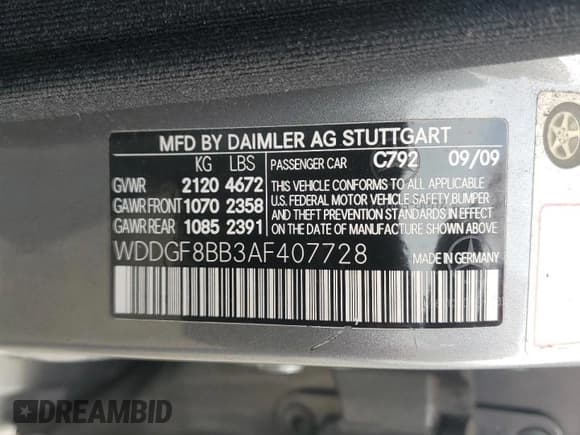 MFD BY DAIMLER AG STUTTGART
KG LBS PASSENGER CAR C792 09/09
GVWR 2120 4672
GAWR FRONT 1070 2358
GAWR REAR 1085 2391
THIS VEHICLE CONFORMS TO ALL APPLICABLE
U.S. FEDERAL MOTOR VEHICLE SAFETY, BUMPER
AND THEFT PREVENTION STANDARDS IN EFFECT
ON THE DATE OF MANUFACTURE SHOWN ABOVE
WDDGF8BB3AF407728
MADE IN GERMANY
DREAMBID